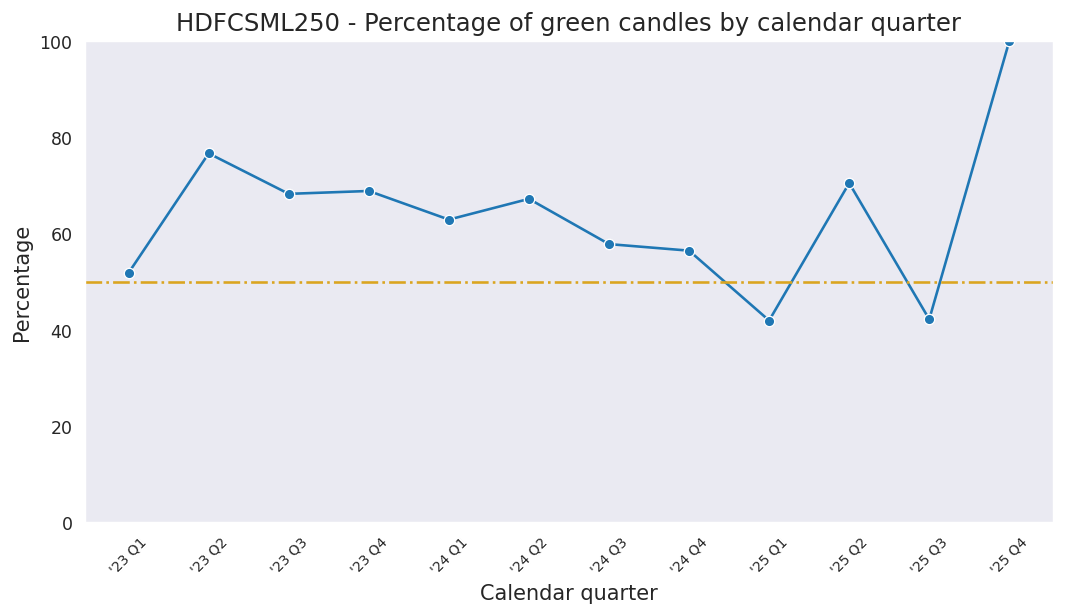 HDFCSML250 - Percentage of green candles by calendar quarter
100
80
60
40
20
0
Percentage
'23 Q1
'23 Q2
'23 Q3
'23 Q4
'24 Q1
'24 Q2
'24 Q3
'24 Q4
'25 Q1
'25 Q2
'25 Q3
'25 Q4
Calendar quarter